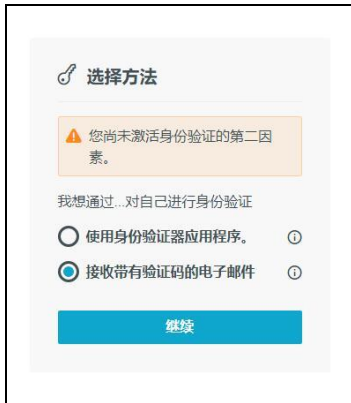 选择方法
您尚未激活身份验证的第二因
素。
我想通过...对自己进行身份验证
使用身份验证器应用程序。
接收带有验证码的电子邮件
继续